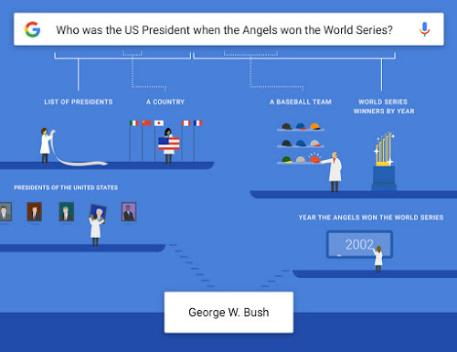 Who was the US President when the Angels won the World Series?
LIST OF PRESIDENTS
A COUNTRY
A BASEBALL TEAM
WORLD SERIES
WINNERS BY YEAR
PRESIDENTS OF THE UNITED STATES
YEAR THE ANGELS WON THE WORLD SERIES
2002
George W. Bush